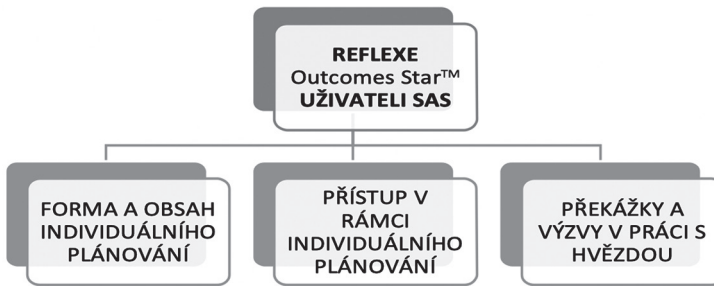 REFLEXE
Outcomes Star™
UŽIVATELI SAS
FORMA A OBSAH
INDIVIDUÁLNÍHO
PLÁNOVÁNÍ
PŘÍSTUP V
RÁMCI
INDIVIDUÁLNÍHO
PLÁNOVÁNÍ
PŘEKÁŽKY A
VÝZVY V PRÁCI S
HVĚZDOU